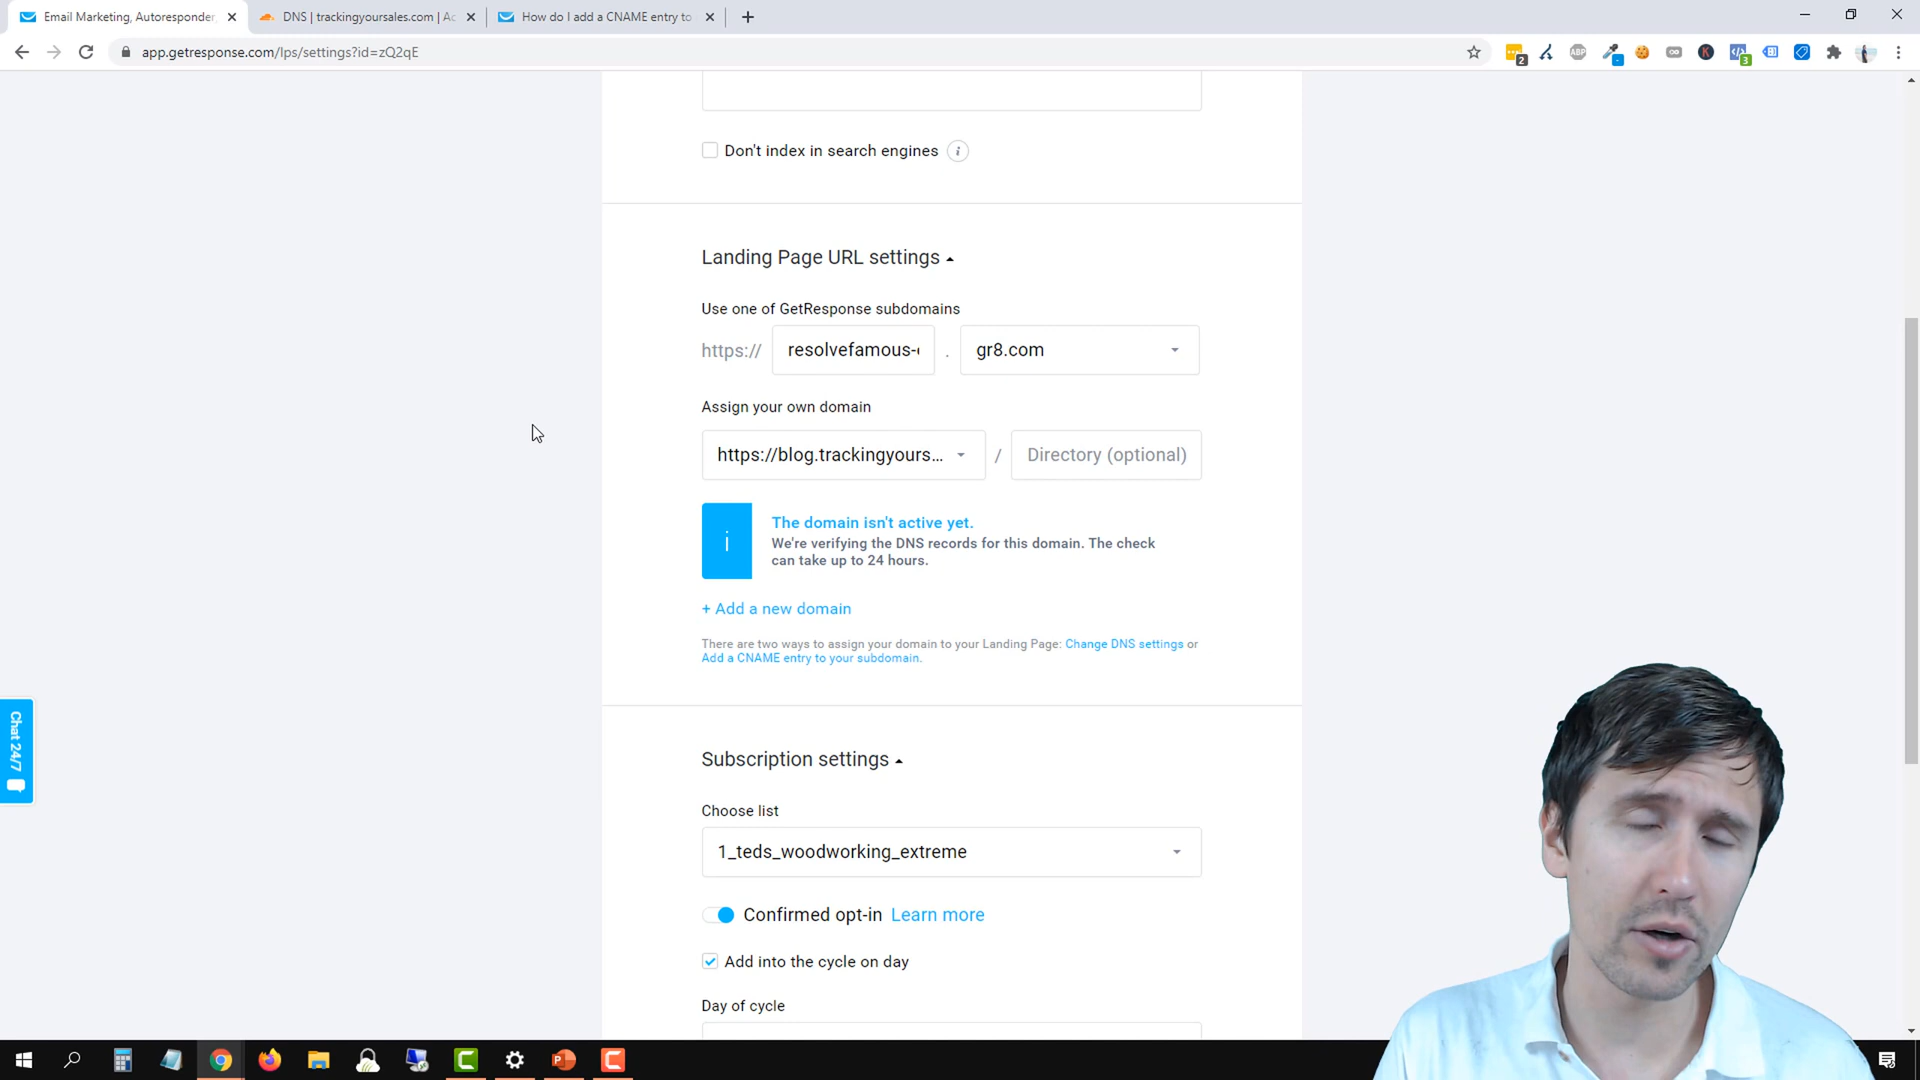 Email Marketing, Autoresponder,
DNS | trackingyoursales.com | Ac
How do I add a CNAME entry to
app.getresponse.com/lps/settings?id=zQ2qE
2
ABP
3
Don't index in search engines
Landing Page URL settings
Use one of GetResponse subdomains
https://
resolvefamous-
.
gr8.com
Assign your own domain
https://blog.trackingyours...
/
Directory (optional)
The domain isn't active yet.
We're verifying the DNS records for this domain. The check
can take up to 24 hours.
+ Add a new domain
There are two ways to assign your domain to your Landing Page: Change DNS settings or
Add a CNAME entry to your subdomain.
Chat 24/7
Subscription settings
Choose list
1_teds_woodworking_extreme
Confirmed opt-in Learn more
Add into the cycle on day
Day of cycle